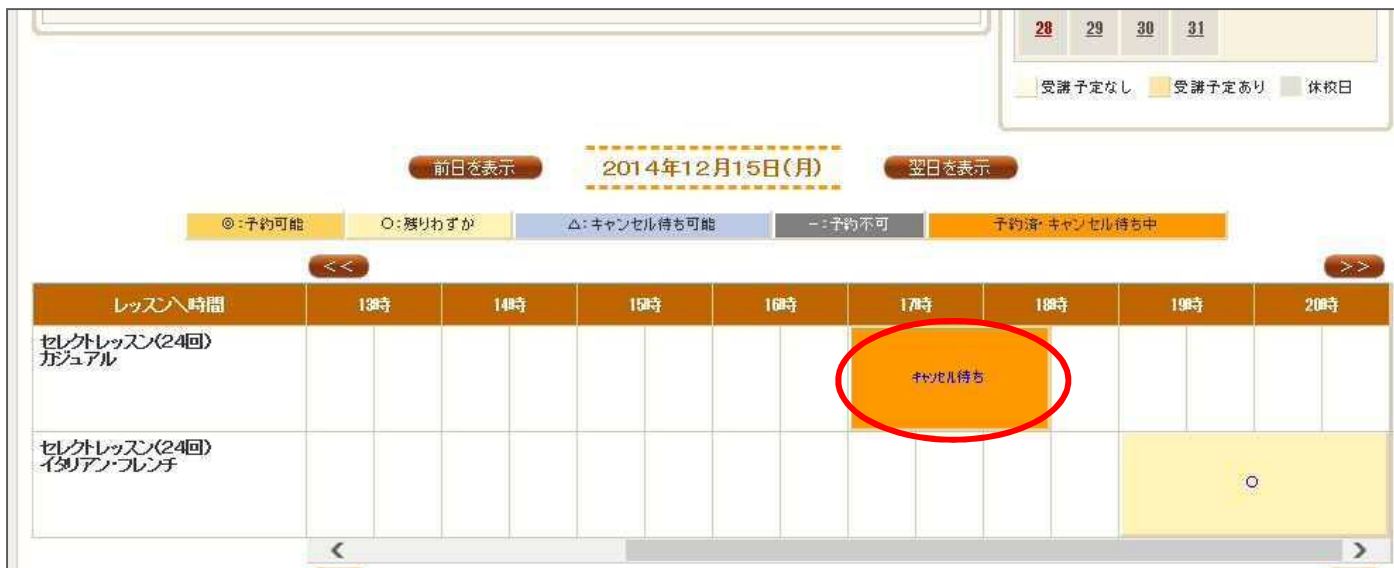 28 29 30 31
受講予定なし 受講予定あり 休校日
前日を表示 2014年12月15日(月) 翌日を表示
◎:予約可能 ○:残りわずか △:キャンセル待ち可能 −:予約不可 予約済・キャンセル待ち中
<< >>
レッスン\時間 13時 14時 15時 16時 17時 18時 19時 20時
セレクトレッスン(24回)
カジュアル
キャンセル待ち
セレクトレッスン(24回)
イタリアン・フレンチ
○